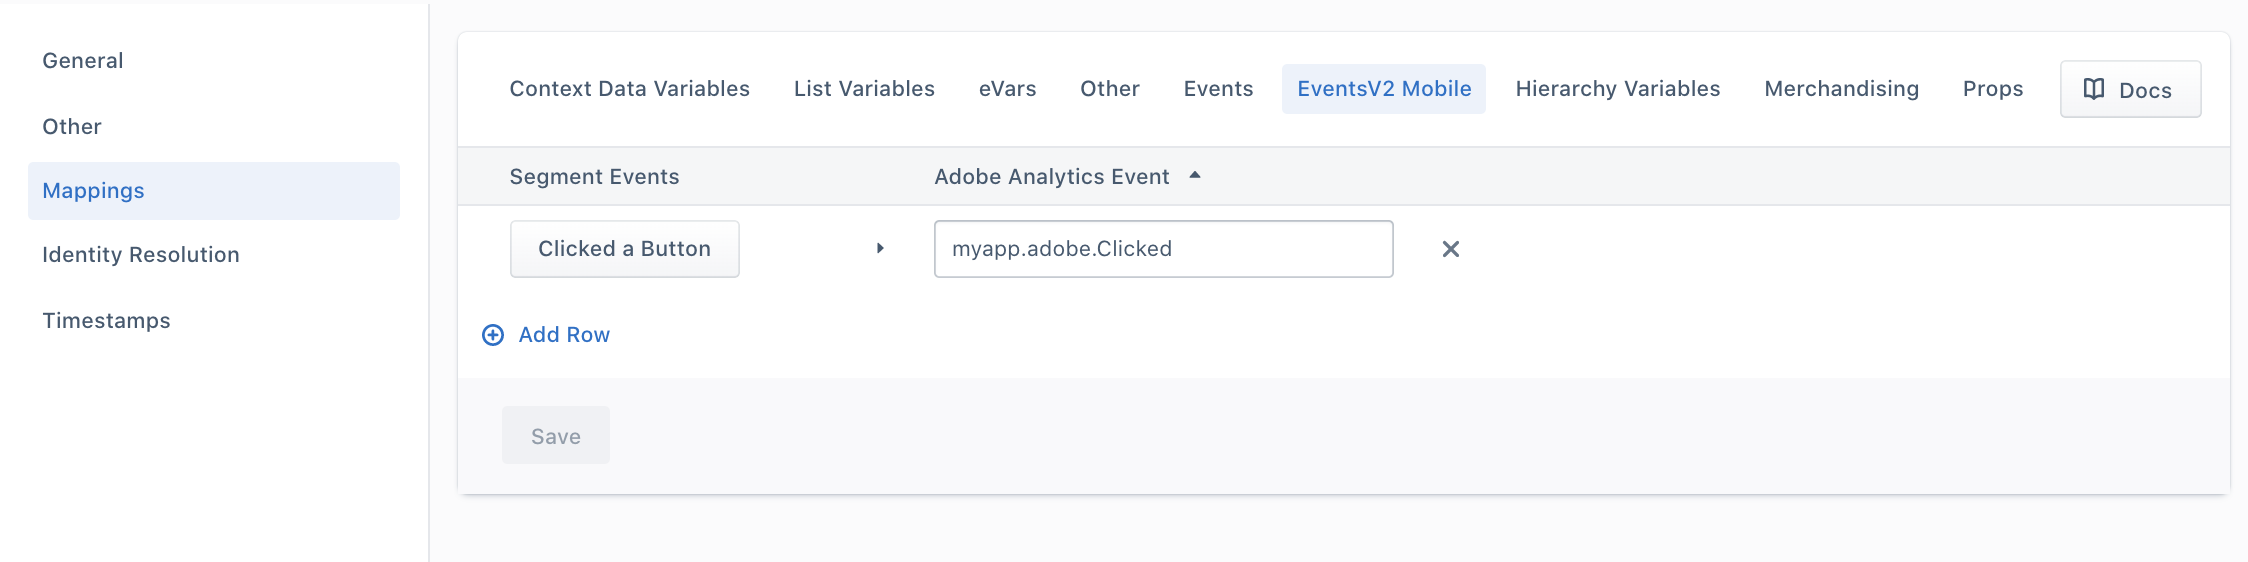 General
Other
Mappings
Identity Resolution
Timestamps
Context Data Variables List Variables eVars Other Events EventsV2 Mobile Hierarchy Variables Merchandising Props Docs
Segment Events Adobe Analytics Event
Clicked a Button myapp.adobe.Clicked
Add Row
Save